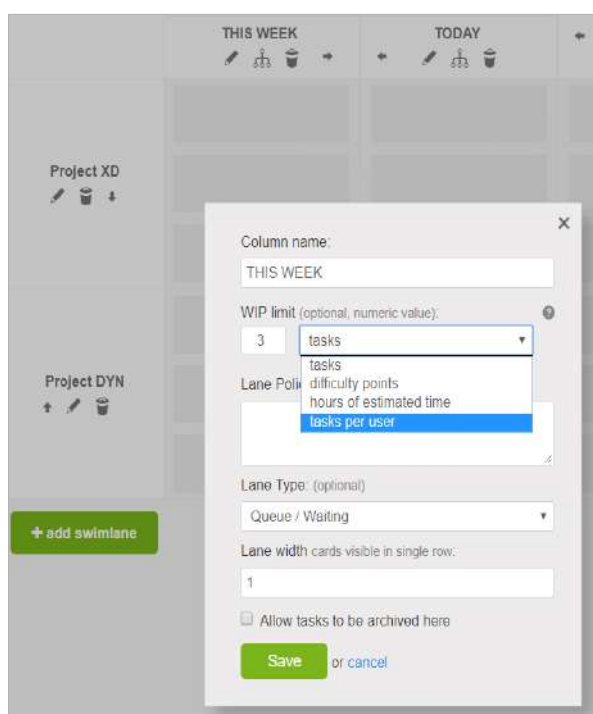 THIS WEEK
TODAY
Project XD
Column name:
THIS WEEK
WIP limit (optional, numeric value):
3
tasks
tasks
difficulty points
hours of estimated time
tasks per user
Lane Poli
Project DYN
Lane Type: (optional)
Queue / Waiting
+ add swimlane
Lane width cards visible in single row:
1
Allow tasks to be archived here
Save or cancel